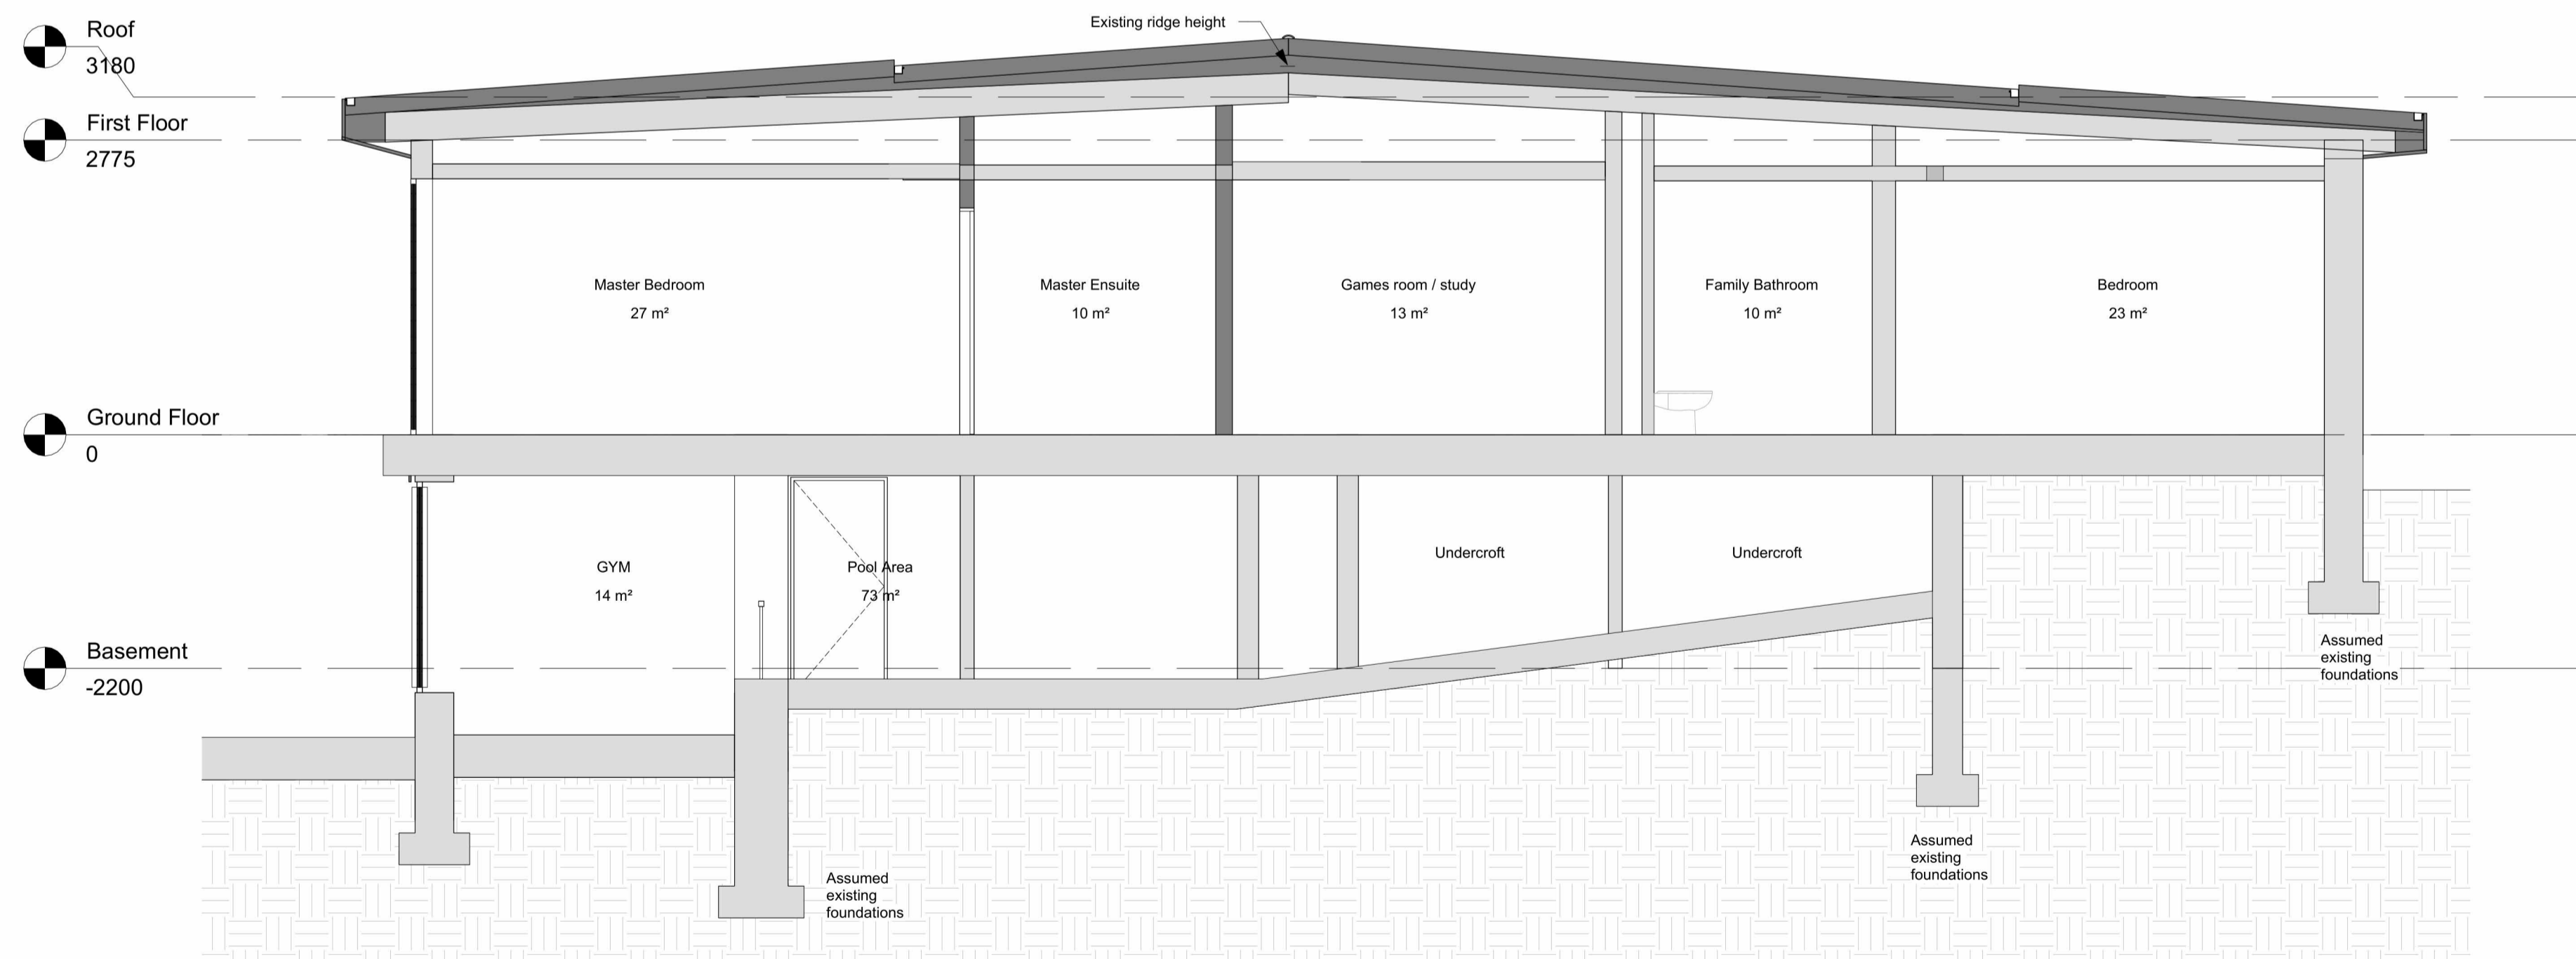 Existing ridge height
Roof
3180
First Floor
2775
Master Bedroom
27 m²
Master Ensuite
10 m²
Games room / study
13 m²
Family Bathroom
10 m²
Bedroom
23 m²
Ground Floor
0
GYM
14 m²
Pool Area
73 m²
Undercroft
Undercroft
Basement
-2200
Assumed
existing
foundations
Assumed
existing
foundations
Assumed
existing
foundations